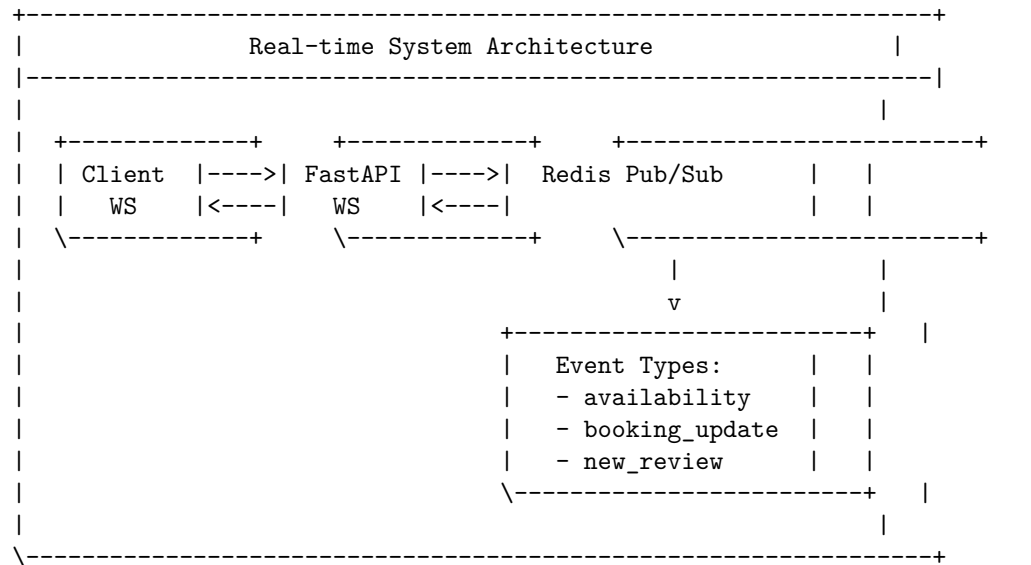 Real-time System Architecture
Client FastAPI Redis Pub/Sub
WS WS
v
Event Types:
- availability
- booking_update
- new_review